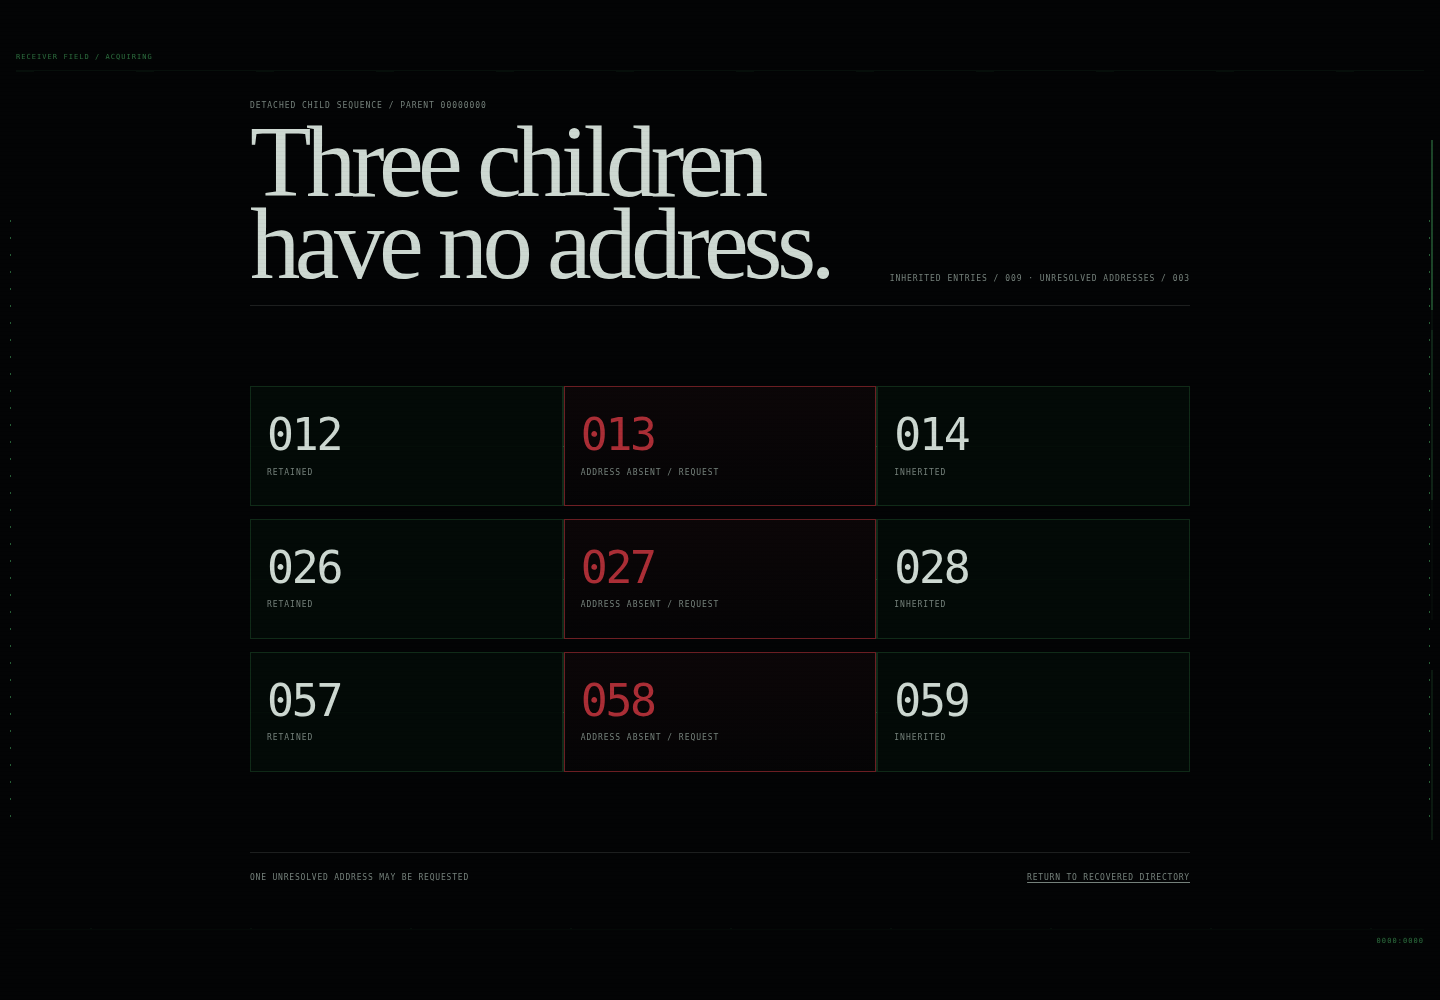 RECEIVER FIELD / ACQUIRING
DETACHED CHILD SEQUENCE / PARENT 00000000
Three children
have no address.
INHERITED ENTRIES / 009 · UNRESOLVED ADDRESSES / 003
012
RETAINED
013
ADDRESS ABSENT / REQUEST
014
INHERITED
026
RETAINED
027
ADDRESS ABSENT / REQUEST
028
INHERITED
057
RETAINED
058
ADDRESS ABSENT / REQUEST
059
INHERITED
ONE UNRESOLVED ADDRESS MAY BE REQUESTED
RETURN TO RECOVERED DIRECTORY
0000:0000